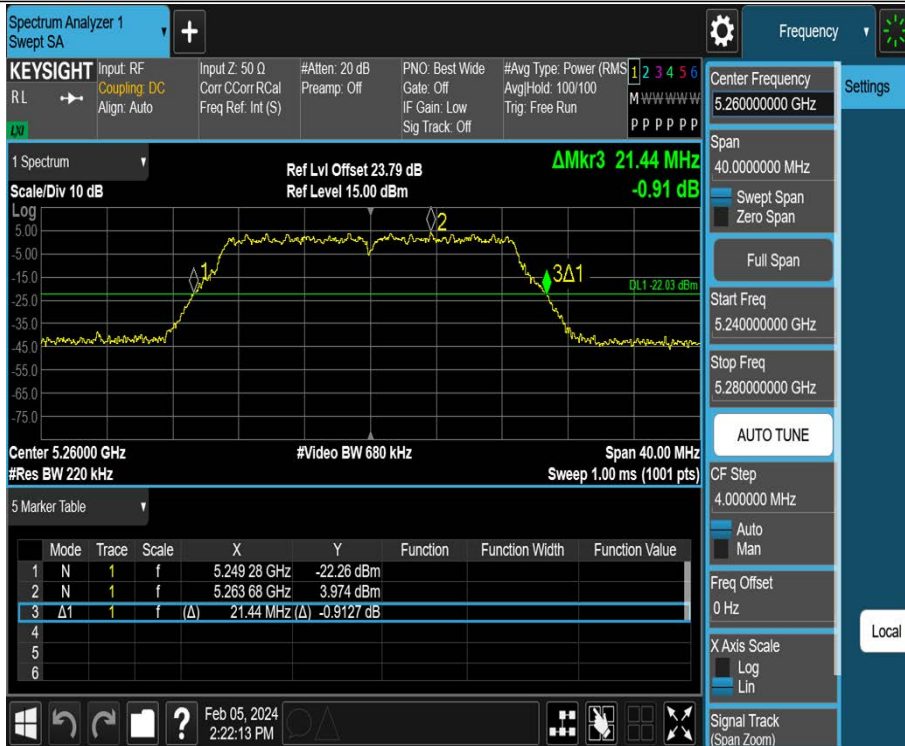 Spectrum Analyzer 1
Swept SA
+
Frequency
KEYSIGHT
R L
LXI
Input: RF
Coupling: DC
Align: Auto
Input Z: 50 Ω
Corr CCorr RCal
Freq Ref: Int (S)
#Atten: 20 dB
Preamp: Off
PNO: Best Wide
Gate: Off
IF Gain: Low
Sig Track: Off
#Avg Type: Power (RMS
Avg|Hold: 100/100
Trig: Free Run
1 2 3 4 5 6
M W W W W W
P P P P P P
1 Spectrum
Scale/Div 10 dB
Ref Lvl Offset 23.79 dB
Ref Level 15.00 dBm
ΔMkr3 21.44 MHz
-0.91 dB
Log
5.00
-5.00
-15.0
-25.0
-35.0
-45.0
-55.0
-65.0
-75.0
1
2
3Δ1
DL1 -22.03 dBm
Center 5.26000 GHz
#Res BW 220 kHz
#Video BW 680 kHz
Span 40.00 MHz
Sweep 1.00 ms (1001 pts)
5 Marker Table
Mode Trace Scale X Y Function Function Width Function Value
1 N 1 f 5.249 28 GHz -22.26 dBm
2 N 1 f 5.263 68 GHz 3.974 dBm
3 Δ1 1 f (Δ) 21.44 MHz (Δ) -0.9127 dB
4
5
6
?
Feb 05, 2024
2:22:13 PM
Center Frequency
5.260000000 GHz
Span
40.0000000 MHz
Swept Span
Zero Span
Full Span
Start Freq
5.240000000 GHz
Stop Freq
5.280000000 GHz
AUTO TUNE
CF Step
4.000000 MHz
Auto
Man
Freq Offset
0 Hz
X Axis Scale
Log
Lin
Signal Track
(Span Zoom)
Settings
Local